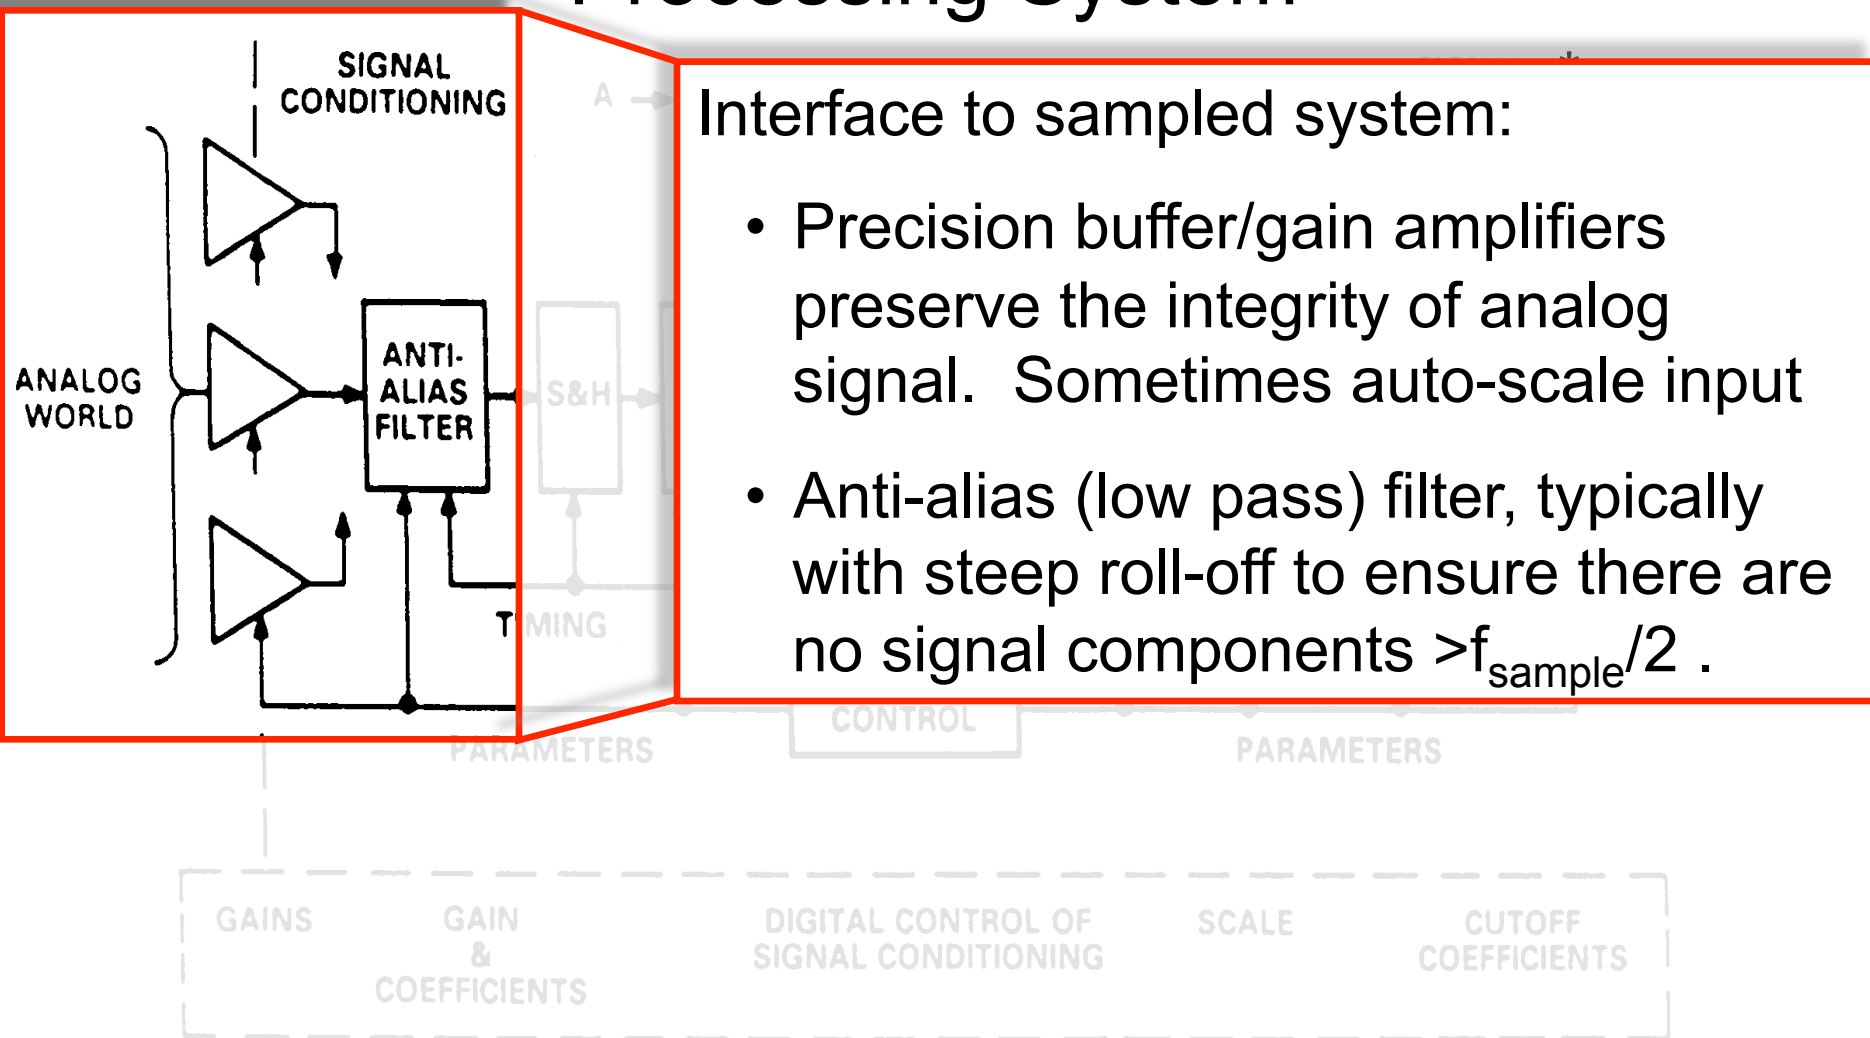 Processing System
SIGNAL
CONDITIONING
ANALOG
WORLD
ANTI-
ALIAS
FILTER
A
S&H
TIMING
Interface to sampled system:
• Precision buffer/gain amplifiers
preserve the integrity of analog
signal.  Sometimes auto-scale input
• Anti-alias (low pass) filter, typically
with steep roll-off to ensure there are
no signal components >fsample/2 .
PARAMETERS
CONTROL
PARAMETERS
GAINS
GAIN
&
COEFFICIENTS
DIGITAL CONTROL OF
SIGNAL CONDITIONING
SCALE
CUTOFF
COEFFICIENTS